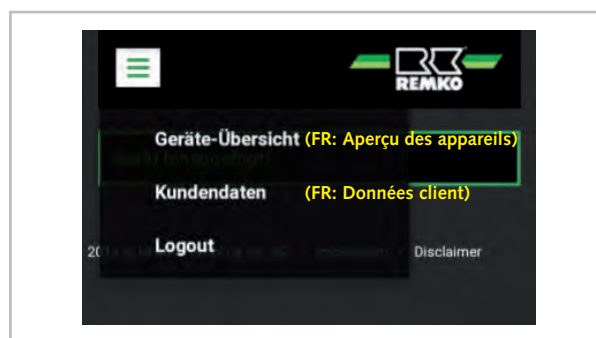 REMKO
Geräte-Übersicht (FR: Aperçu des appareils)
Kundendaten (FR: Données client)
Logout
Disclaimer